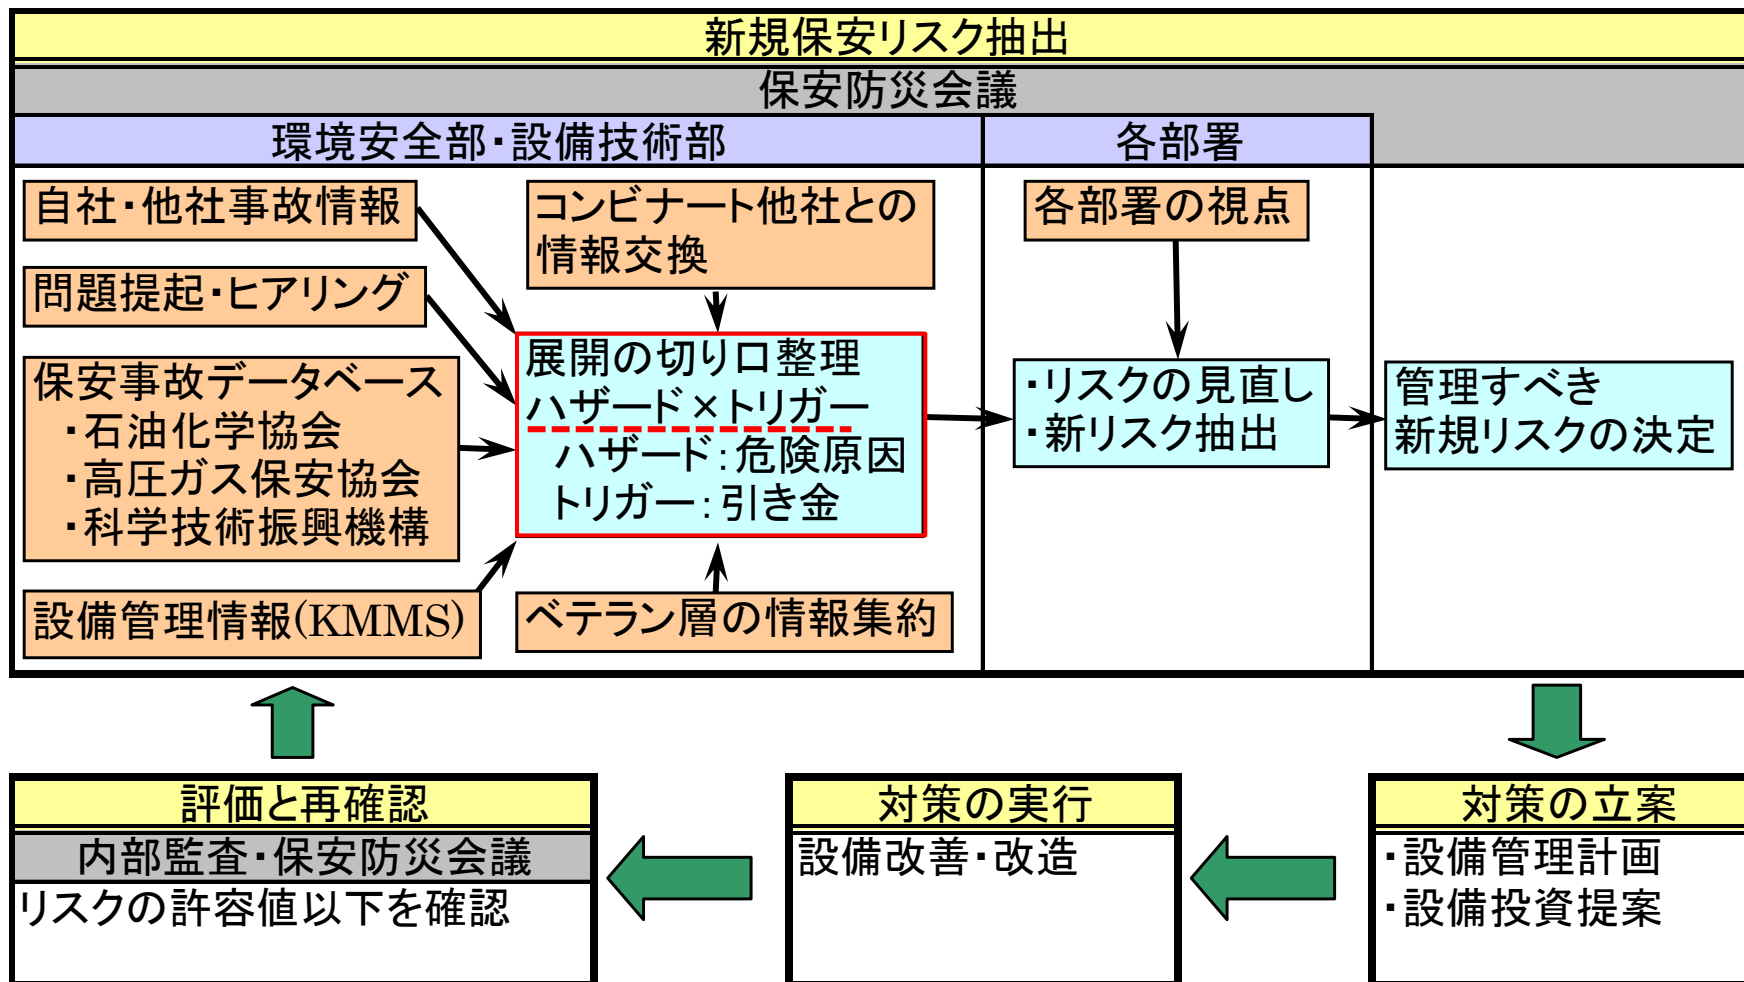 新規保安リスク抽出
保安防災会議
環境安全部・設備技術部
各部署
自社・他社事故情報
問題提起・ヒアリング
保安事故データベース
・石油化学協会
・高圧ガス保安協会
・科学技術振興機構
設備管理情報(KMMS)
コンビナート他社との
情報交換
展開の切り口整理
ハザード×トリガー
ハザード：危険原因
トリガー：引き金
ベテラン層の情報集約
各部署の視点
・リスクの見直し
・新リスク抽出
管理すべき
新規リスクの決定
評価と再確認
内部監査・保安防災会議
リスクの許容値以下を確認
対策の実行
設備改善・改造
対策の立案
・設備管理計画
・設備投資提案